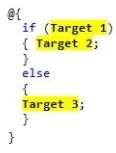 @{
if (Target 1)
{ Target 2;
}
else
{
Target 3;
}
}